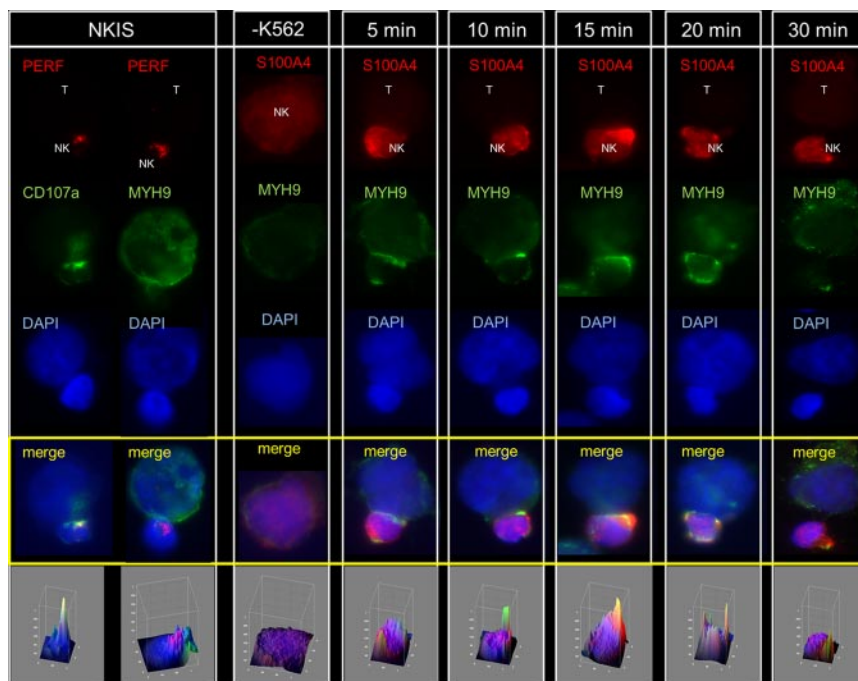 NKIS -K562 5 min 10 min 15 min 20 min 30 min
PERF PERF S100A4 S100A4 S100A4 S100A4 S100A4 S100A4
T T T T T T T
NK NK NK NK NK NK NK NK
CD107a MYH9 MYH9 MYH9 MYH9 MYH9 MYH9 MYH9
DAPI DAPI DAPI DAPI DAPI DAPI DAPI DAPI
merge merge merge merge merge merge merge merge